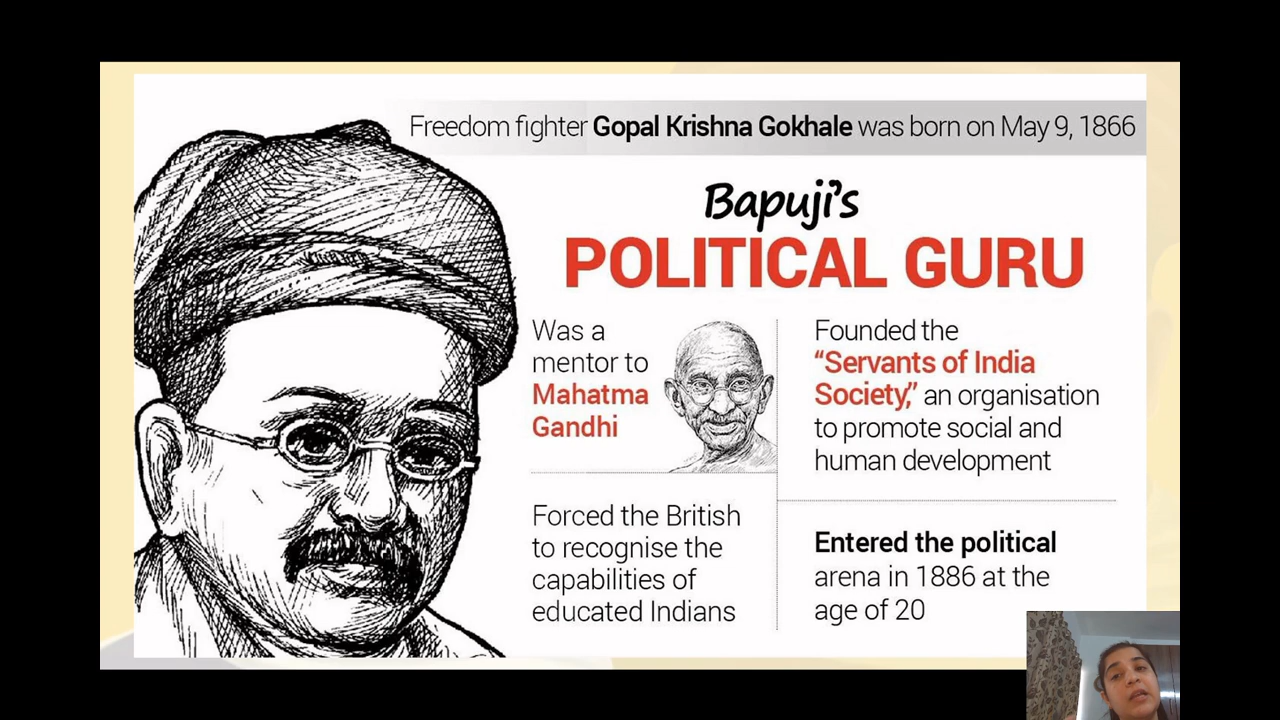 Freedom fighter Gopal Krishna Gokhale was born on May 9, 1866
Bapuji's
POLITICAL GURU
Was a
mentor to
Mahatma
Gandhi
Founded the
“Servants of India
Society,” an organisation
to promote social and
human development
Forced the British
to recognise the
capabilities of
educated Indians
Entered the political
arena in 1886 at the
age of 20